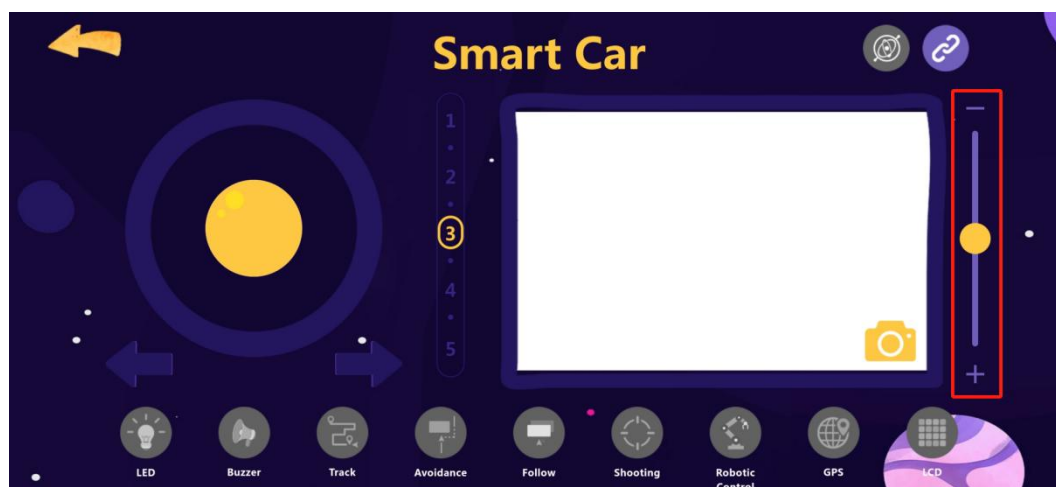 Smart Car
1
2
3
4
5
−
+
LED
Buzzer
Track
Avoidance
Follow
Shooting
Robotic
Control
GPS
LCD